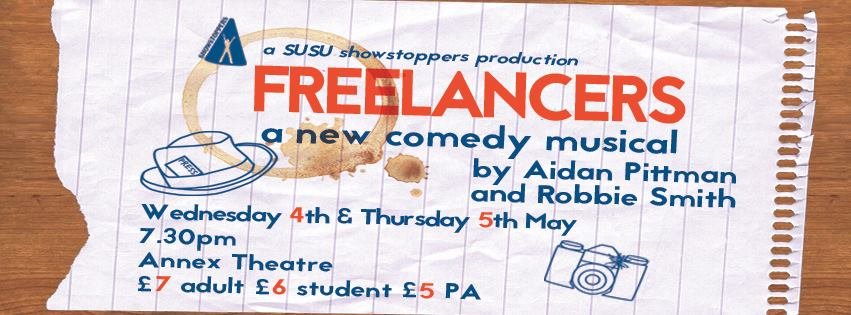 SHOWSTOPPERS
a SUSU showstoppers production
FREELANCERS
a new comedy musical
by Aidan Pittman
and Robbie Smith
PRESS
Wednesday 4th & Thursday 5th May
7.30pm
Annex Theatre
£7 adult £6 student £5 PA